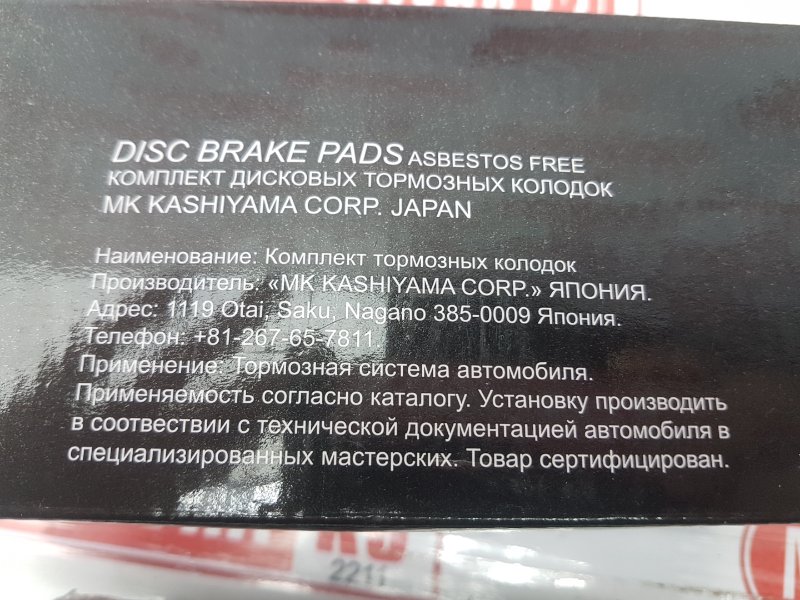 DISC BRAKE PADS ASBESTOS FREE
КОМПЛЕКТ ДИСКОВЫХ ТОРМОЗНЫХ КОЛОДОК
MK KASHIYAMA CORP. JAPAN
Наименование: Комплект тормозных колодок
Производитель: «MK KASHIYAMA CORP.» ЯПОНИЯ.
Адрес: 1119 Otai, Saku, Nagano 385-0009 Япония.
Телефон: +81-267-65-7811.
Применение: Тормозная система автомобиля.
Применяемость согласно каталогу. Установку производить
в соотвествии с технической документацией автомобиля в
специализированных мастерских. Товар сертифицирован.
2211